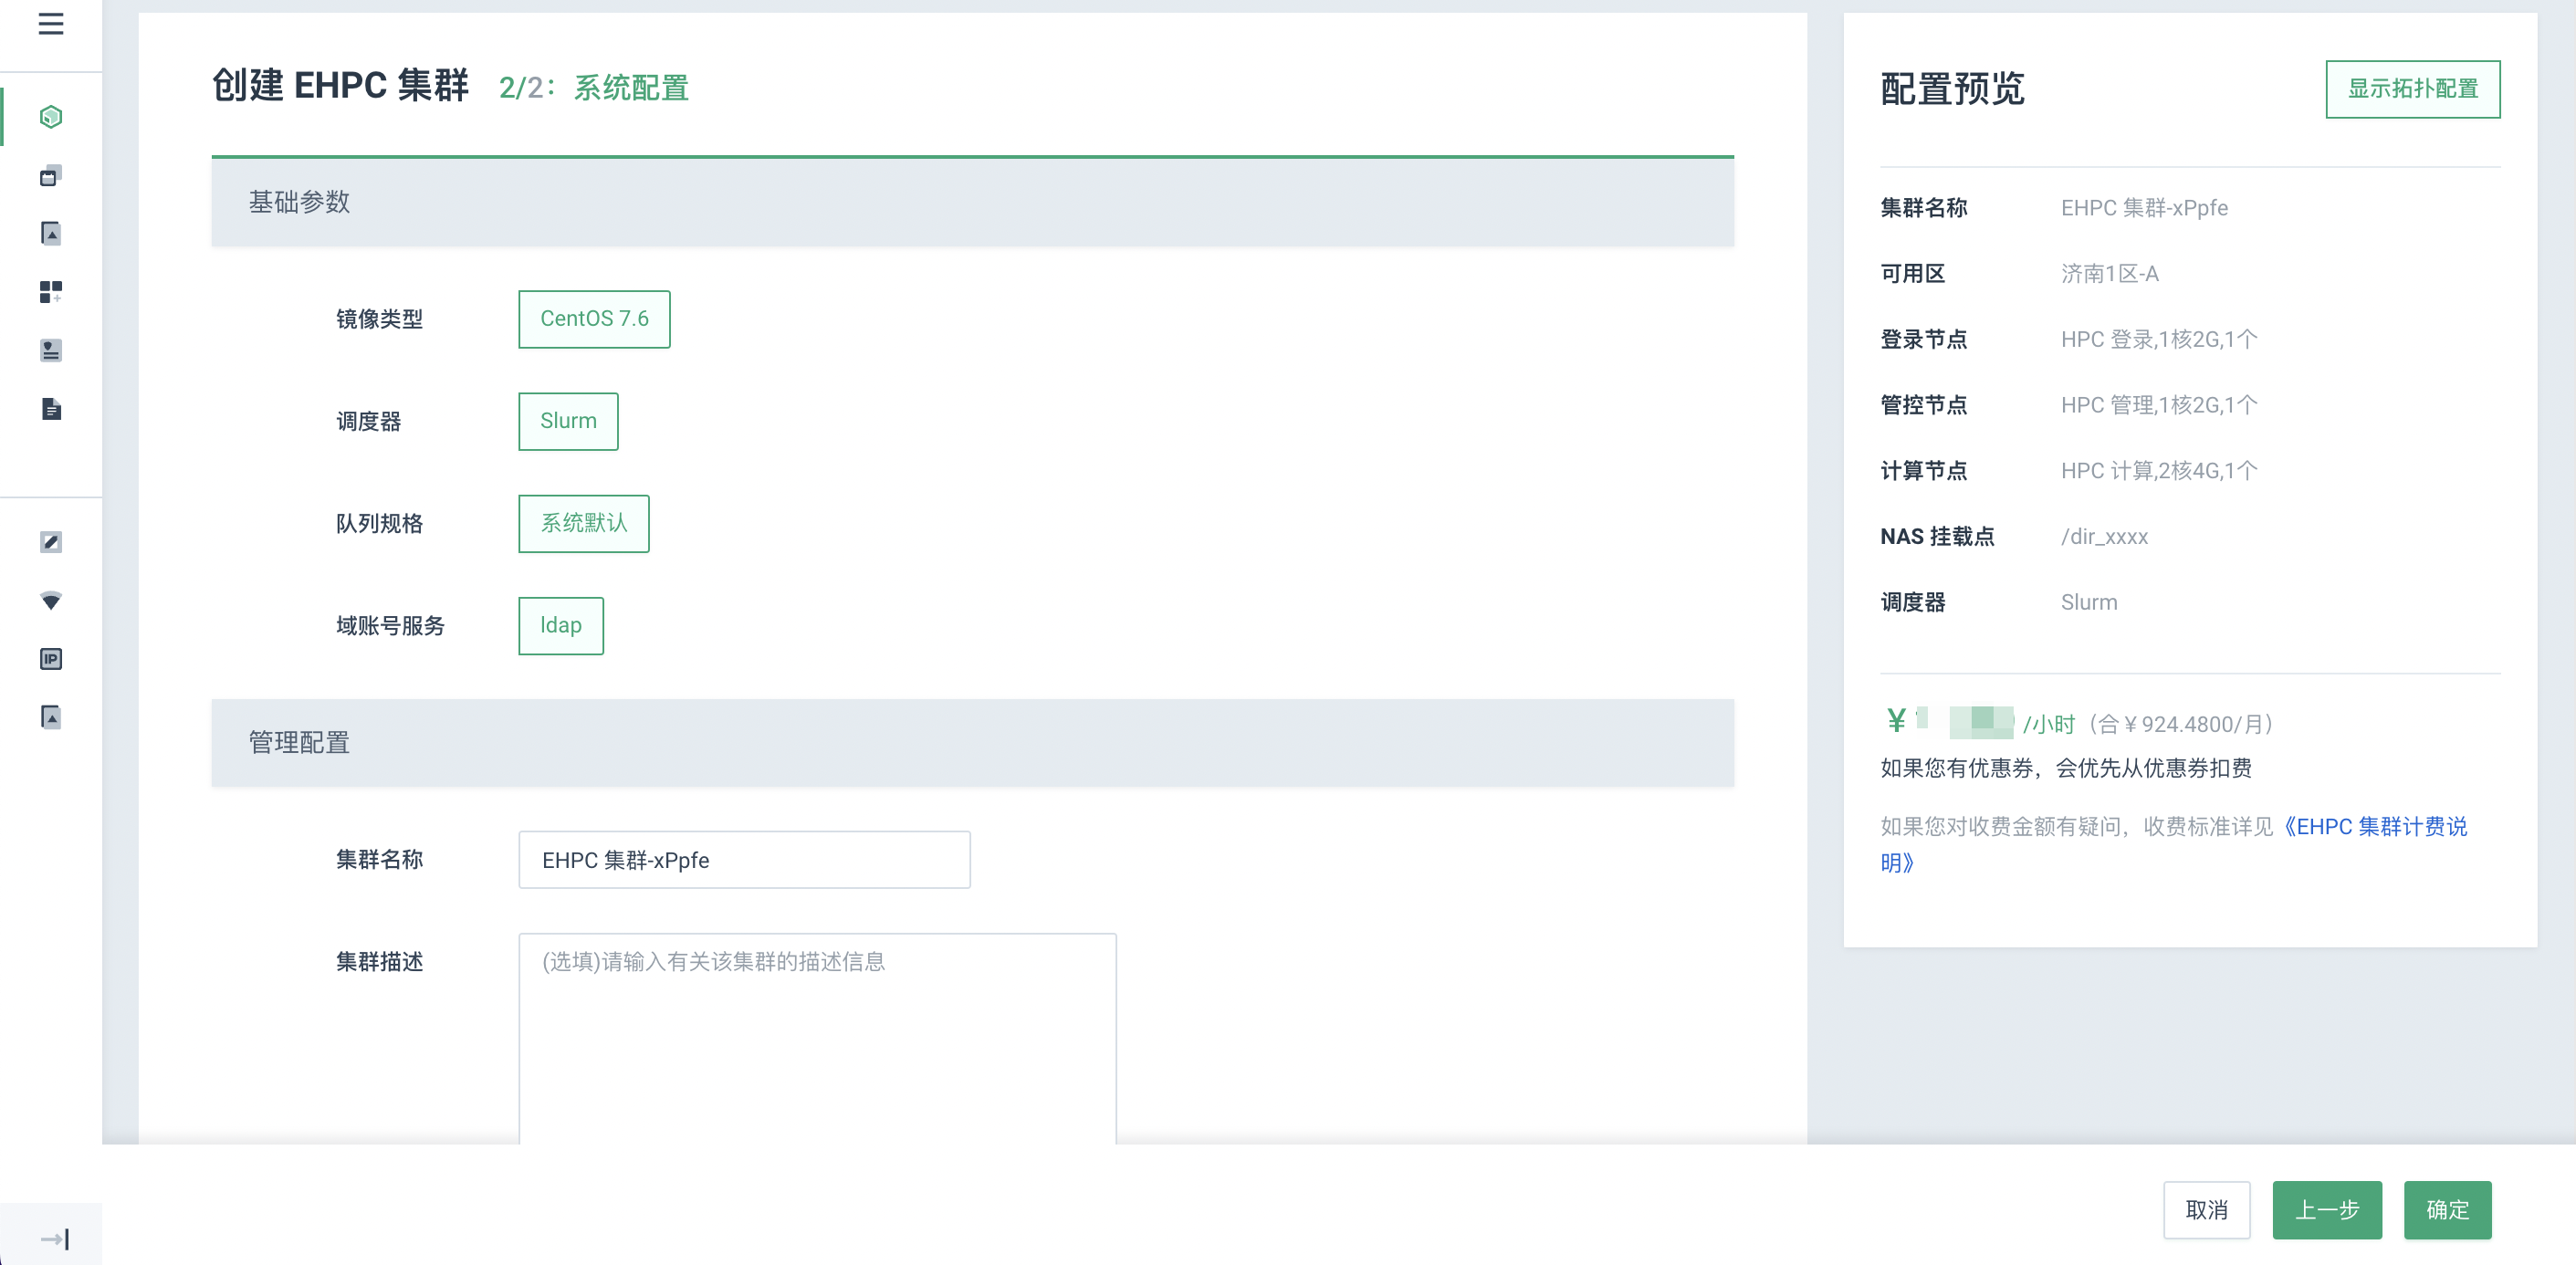 创建 EHPC 集群 2/2：系统配置
基础参数
镜像类型 CentOS 7.6
调度器 Slurm
队列规格 系统默认
域账号服务 ldap
管理配置
集群名称 EHPC 集群-xPpfe
集群描述 (选填)请输入有关该集群的描述信息
配置预览 显示拓扑配置
集群名称 EHPC 集群-xPpfe
可用区 济南1区-A
登录节点 HPC 登录,1核2G,1个
管控节点 HPC 管理,1核2G,1个
计算节点 HPC 计算,2核4G,1个
NAS 挂载点 /dir_xxxx
调度器 Slurm
¥ /小时（合 ¥ 924.4800/月）
如果您有优惠券，会优先从优惠券扣费
如果您对收费金额有疑问，收费标准详见《EHPC 集群计费说
明》
IP
取消 上一步 确定